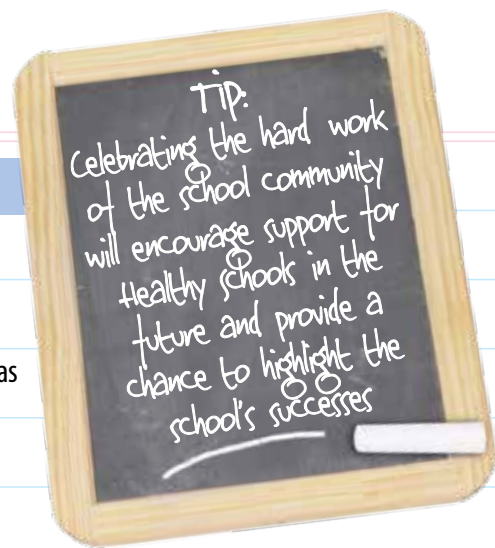 Tip:
Celebrating the hard work
of the school community
will encourage support for
Healthy Schools in the
future and provide a
chance to highlight the
school's successes
as